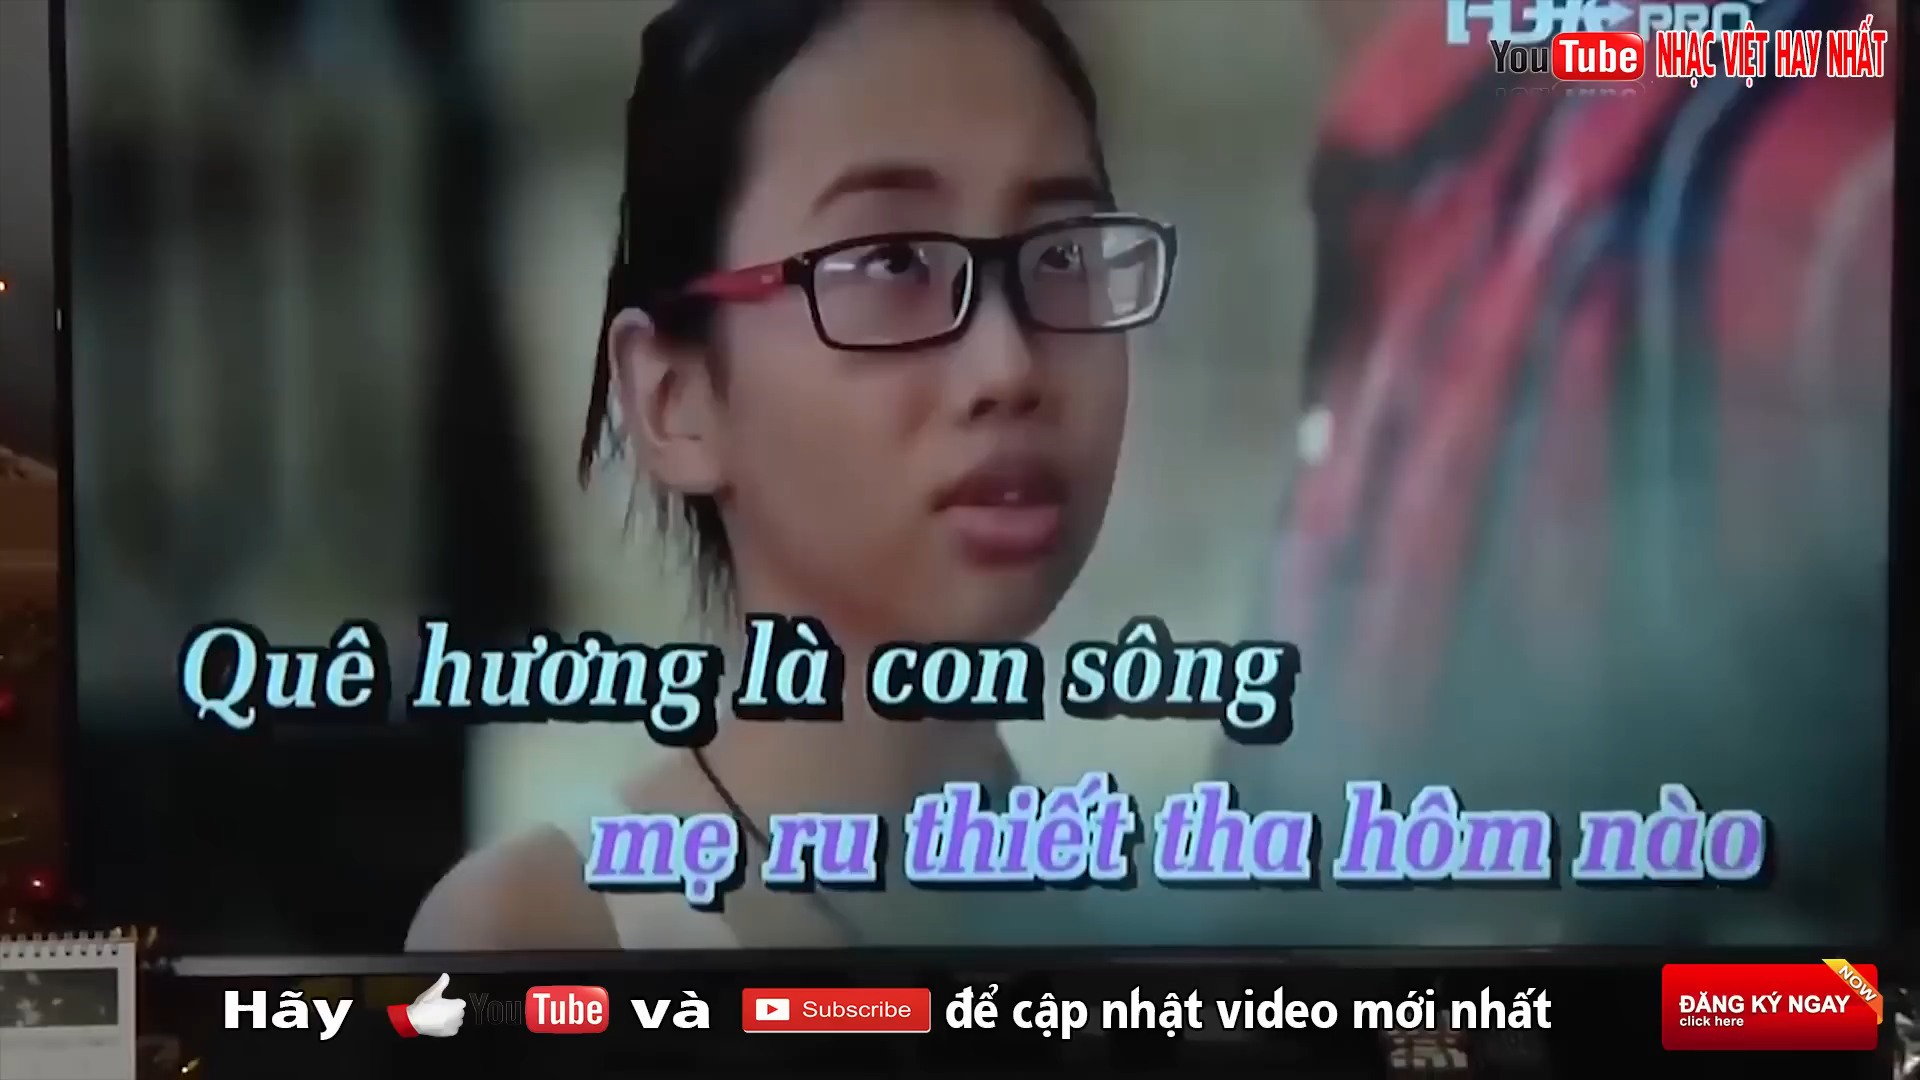 PRO
YouTube NHẠC VIỆT HAY NHẤT
Quê hương là con sông
mẹ ru thiết tha hôm nào
Hãy YouTube và Subscribe để cập nhật video mới nhất
NOW
ĐĂNG KÝ NGAY
click here